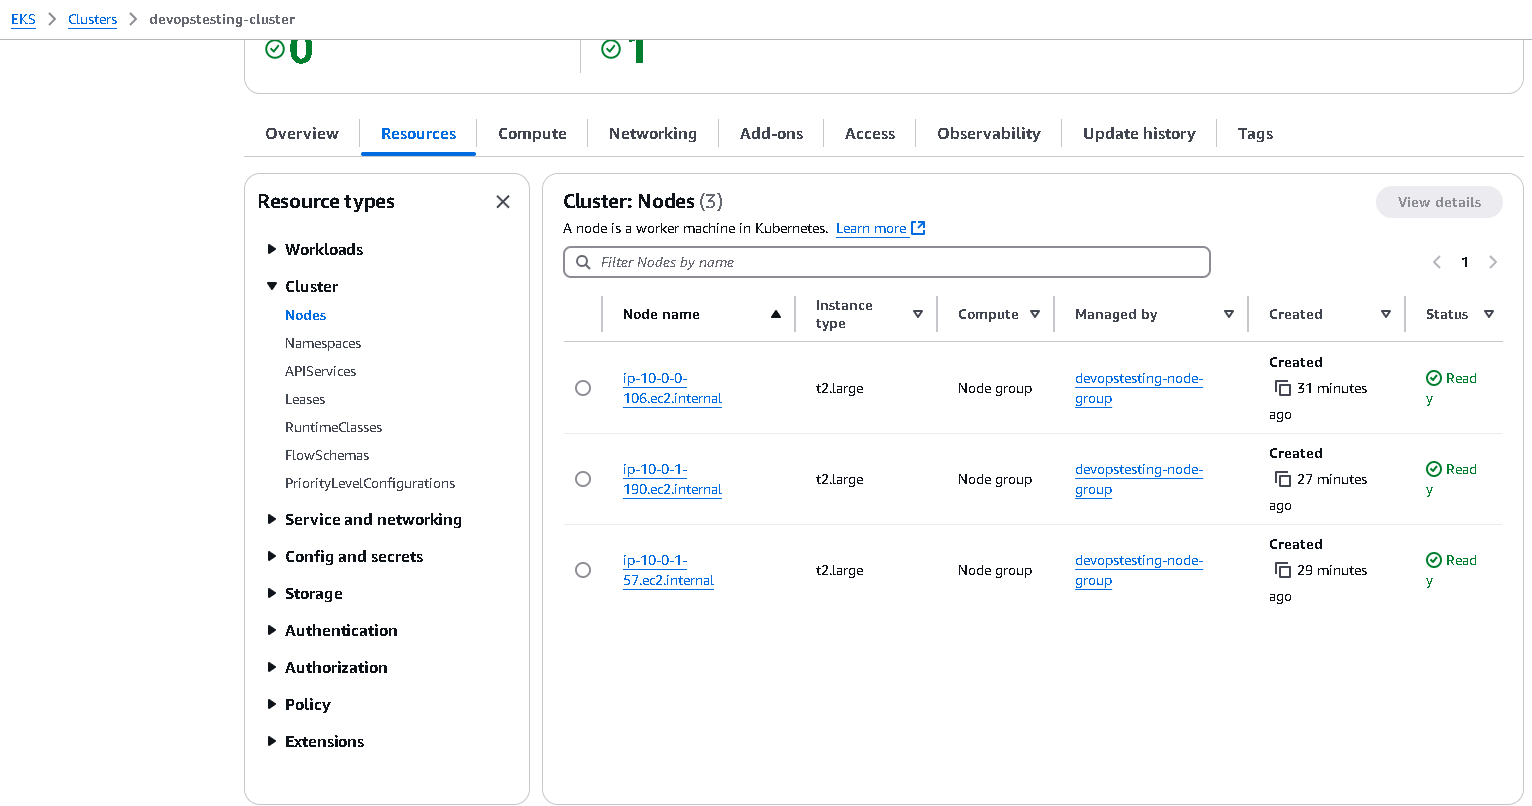 EKS Clusters devopstesting-cluster
0 1
Overview Resources Compute Networking Add-ons Access Observability Update history Tags
Resource types
Workloads
Cluster
Nodes
Namespaces
APIServices
Leases
RuntimeClasses
FlowSchemas
PriorityLevelConfigurations
Service and networking
Config and secrets
Storage
Authentication
Authorization
Policy
Extensions
Cluster: Nodes (3)
View details
A node is a worker machine in Kubernetes. Learn more
Filter Nodes by name
1
Node name Instance type Compute Managed by Created Status
ip-10-0-0-
106.ec2.internal
t2.large
Node group
devopstesting-node-
group
Created
31 minutes
ago
Read
y
ip-10-0-1-
190.ec2.internal
t2.large
Node group
devopstesting-node-
group
Created
27 minutes
ago
Read
y
ip-10-0-1-
57.ec2.internal
t2.large
Node group
devopstesting-node-
group
Created
29 minutes
ago
Read
y